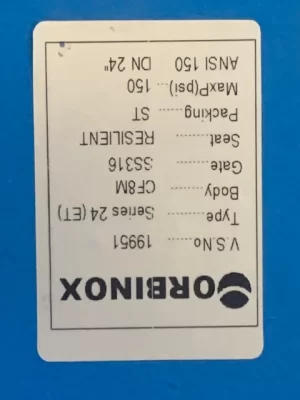 ORBINOX
V.S.No ........ 19951
Type........ Series 24 (ET)
Body ........ CF8M
Gate ........ SS316
Seat........ RESILIENT
Packing ..... ST
MaxP(psi)... 150
ANSI 150 DN 24"